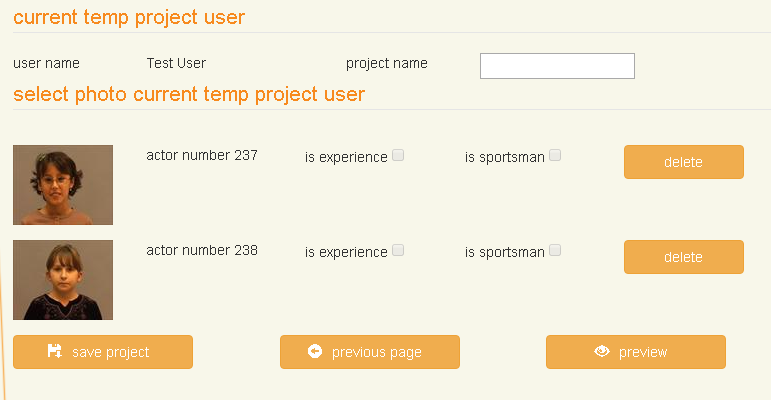 current temp project user
user name Test User project name
select photo current temp project user
actor number 237 is experience is sportsman delete
actor number 238 is experience is sportsman delete
save project previous page preview